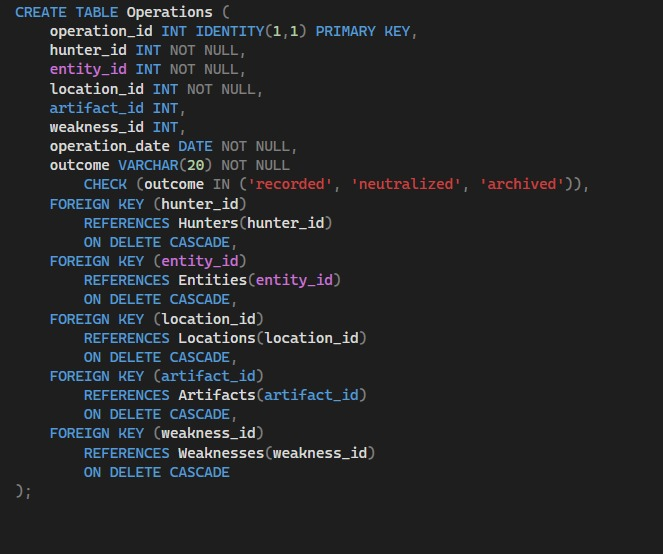 CREATE TABLE Operations (
    operation_id INT IDENTITY(1,1) PRIMARY KEY,
    hunter_id INT NOT NULL,
    entity_id INT NOT NULL,
    location_id INT NOT NULL,
    artifact_id INT,
    weakness_id INT,
    operation_date DATE NOT NULL,
    outcome VARCHAR(20) NOT NULL
        CHECK (outcome IN ('recorded', 'neutralized', 'archived')),
    FOREIGN KEY (hunter_id)
        REFERENCES Hunters(hunter_id)
        ON DELETE CASCADE,
    FOREIGN KEY (entity_id)
        REFERENCES Entities(entity_id)
        ON DELETE CASCADE,
    FOREIGN KEY (location_id)
        REFERENCES Locations(location_id)
        ON DELETE CASCADE,
    FOREIGN KEY (artifact_id)
        REFERENCES Artifacts(artifact_id)
        ON DELETE CASCADE,
    FOREIGN KEY (weakness_id)
        REFERENCES Weaknesses(weakness_id)
        ON DELETE CASCADE
);